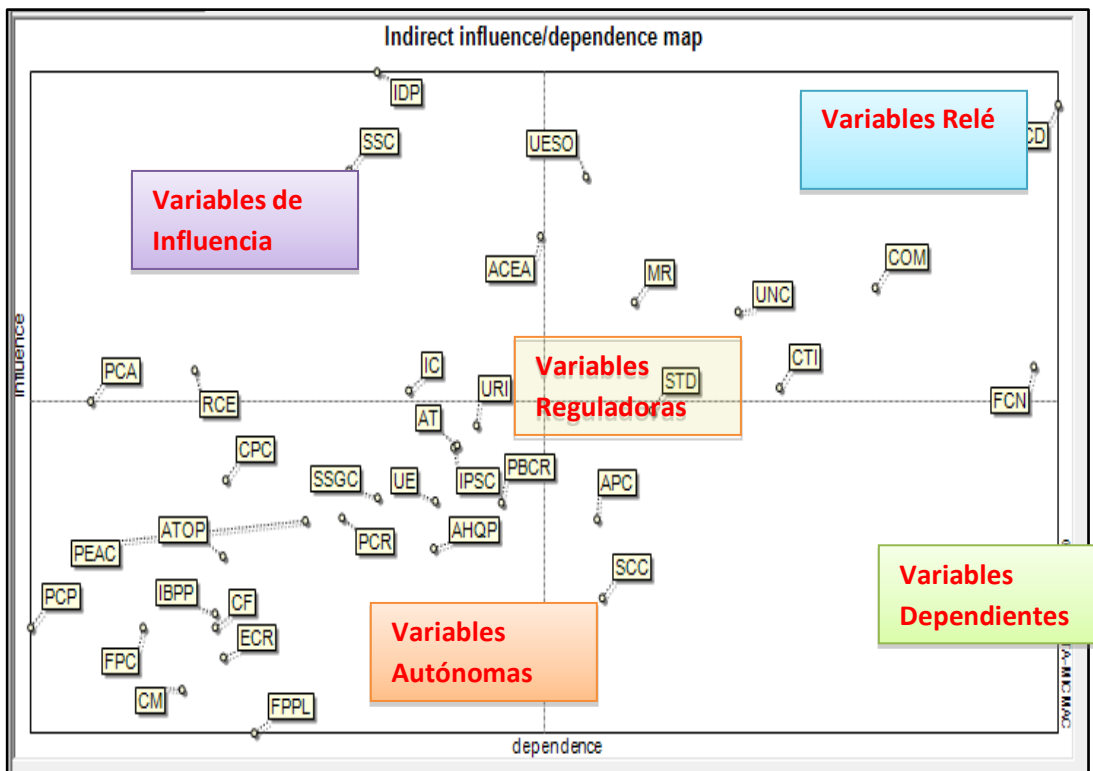 Indirect influence/dependence map
IDP
SSC
UESO
Variables Relé
CD
Variables de
Influencia
ACEA
MR
COM
UNC
influence
PCA
RCE
IC
URI
Variables
Reguladoras
STD
CTI
FCN
AT
CPC
SSGC
UE
IPSC
PBCR
APC
ATOP
PEAC
PCR
AHQP
SCC
Variables
Dependientes
PCP
IBPP
CF
FPC
ECR
Variables
Autónomas
CM
FPPL
dependence
TA-MICMAC